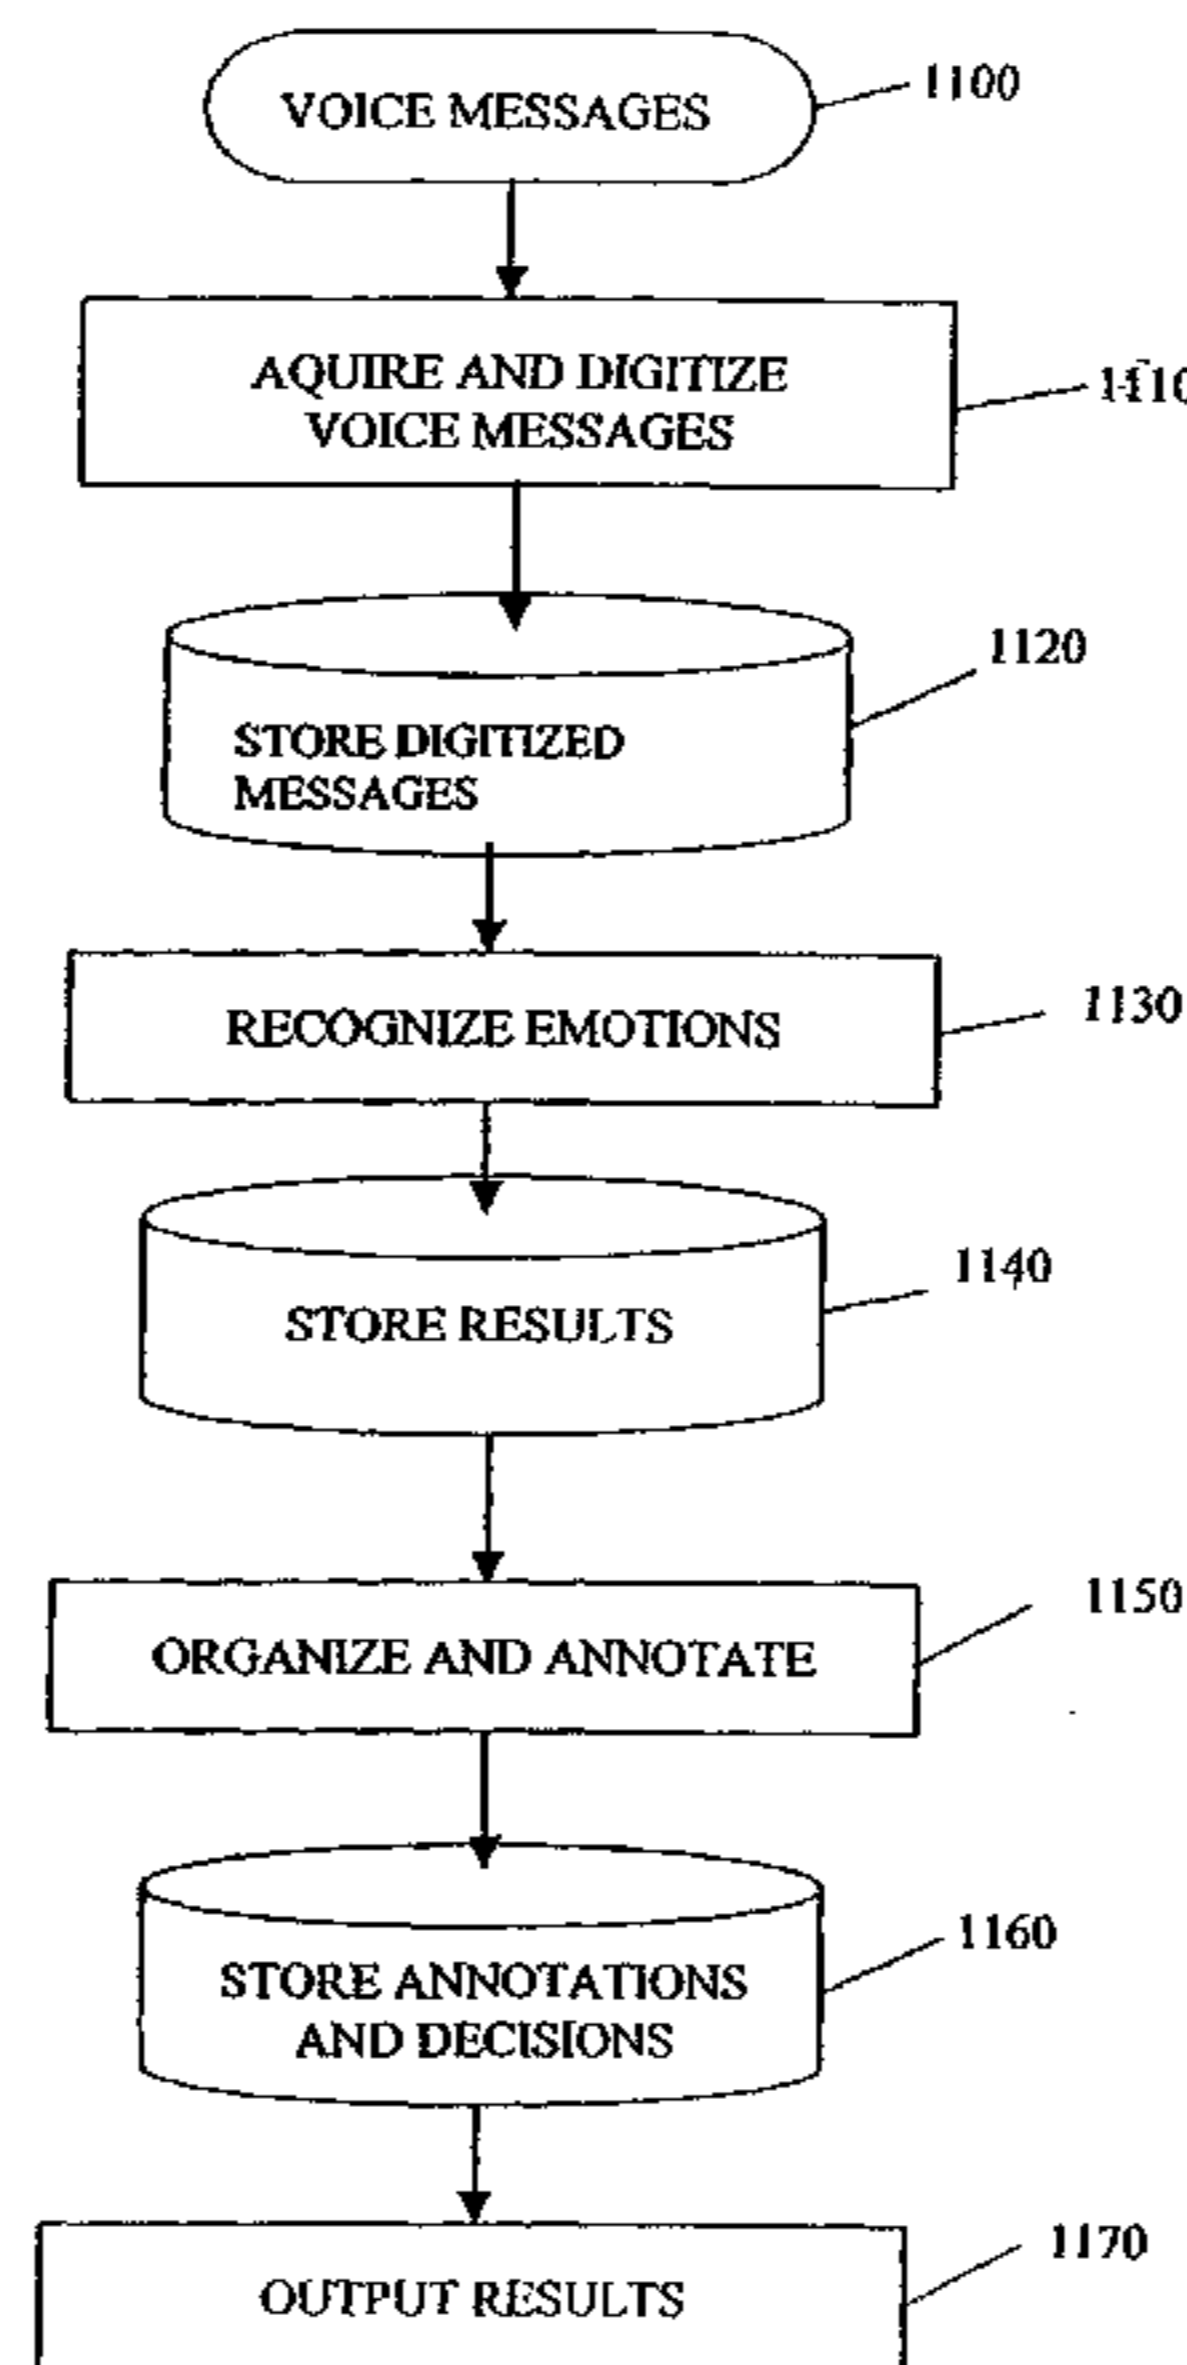 VOICE MESSAGES
1100
AQUIRE AND DIGITIZE
VOICE MESSAGES
1110
STORE DIGITIZED
MESSAGES
1120
RECOGNIZE EMOTIONS
1130
STORE RESULTS
1140
ORGANIZE AND ANNOTATE
1150
STORE ANNOTATIONS
AND DECISIONS
1160
OUTPUT RESULTS
1170